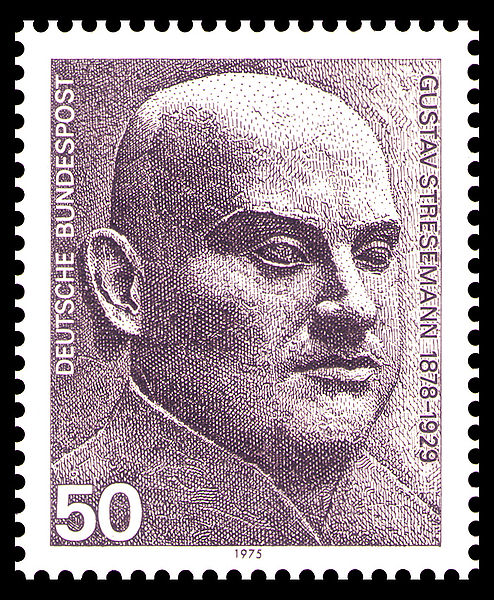 DEUTSCHE BUNDESPOST
GUSTAV STRESEMANN 1878–1929
50
1975